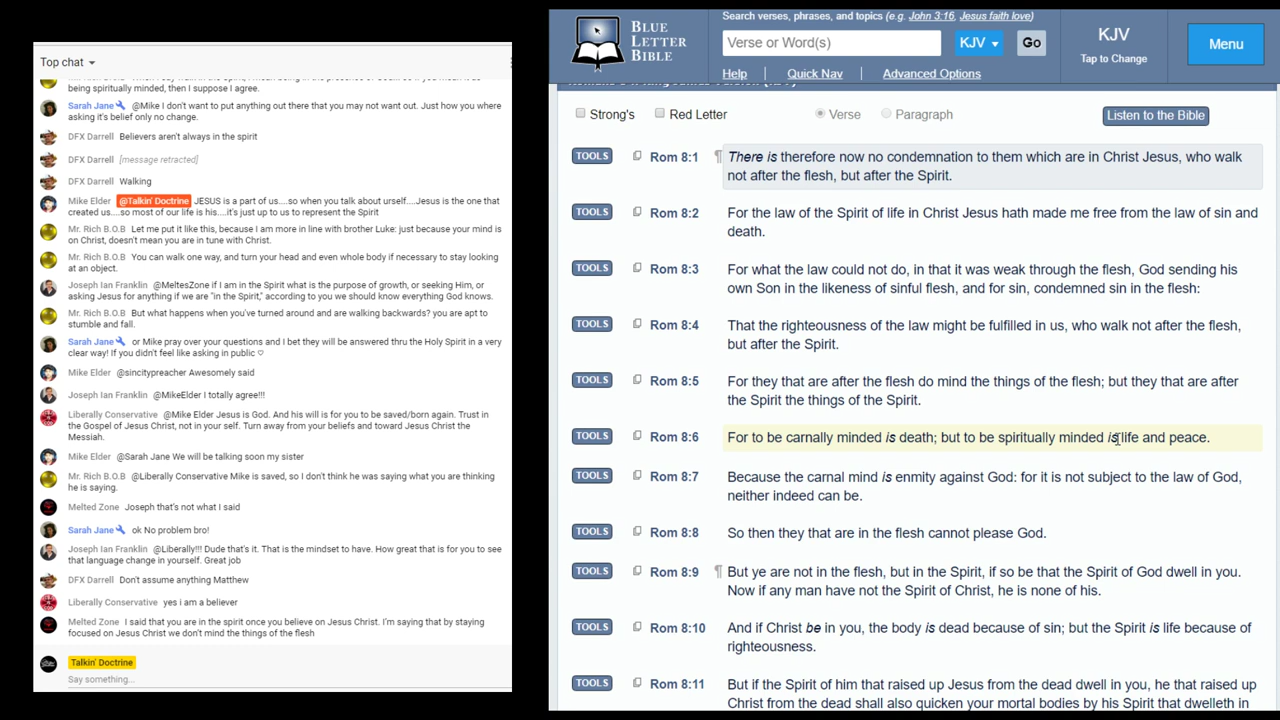 Top chat
being spiritually minded, then I suppose I agree.
Sarah Jane @Mike I don't want to put anything out there that you may not want out. Just how you where
asking it's belief only no change.
DFX Darrell Believers aren't always in the spirit
DFX Darrell [message retracted]
DFX Darrell Walking
Mike Elder @Talkin' Doctrine JESUS is a part of us....so when you talk about urself....Jesus is the one that
created us....so most of our life is his....it's just up to us to represent the Spirit
Mr. Rich B.O.B Let me put it like this, because I am more in line with brother Luke: just because your mind is
on Christ, doesn't mean you are in tune with Christ.
Mr. Rich B.O.B You can walk one way, and turn your head and even whole body if necessary to stay looking
at an object.
Joseph Ian Franklin @MeltesZone if I am in the Spirit what is the purpose of growth, or seeking Him, or
asking Jesus for anything if we are "in the Spirit," according to you we should know everything God knows.
Mr. Rich B.O.B But what happens when you've turned around and are walking backwards? you are apt to
stumble and fall.
Sarah Jane or Mike pray over your questions and I bet they will be answered thru the Holy Spirit in a very
clear way! If you didn't feel like asking in public ♡
Mike Elder @sincitypreacher Awesomely said
Joseph Ian Franklin @MikeElder I totally agree!!!
Liberally Conservative @Mike Elder Jesus is God. And his will is for you to be saved/born again. Trust in
the Gospel of Jesus Christ, not in your self. Turn away from your beliefs and toward Jesus Christ the
Messiah.
Mike Elder @Sarah Jane We will be talking soon my sister
Mr. Rich B.O.B @Liberally Conservative Mike is saved, so I don't think he was saying what you are thinking
he is saying.
Melted Zone Joseph that's not what I said
Sarah Jane ok No problem bro!
Joseph Ian Franklin @Liberally!!! Dude that's it. That is the mindset to have. How great that is for you to see
that language change in yourself. Great job
DFX Darrell Don't assume anything Matthew
Liberally Conservative yes i am a believer
Melted Zone I said that you are in the spirit once you believe on Jesus Christ. I'm saying that by staying
focused on Jesus Christ we don't mind the things of the flesh
Talkin' Doctrine
Say something...
BLUE
LETTER
BIBLE
Search verses, phrases, and topics (e.g. John 3:16, Jesus faith love)
Verse or Word(s)
KJV
Go
Help
Quick Nav
Advanced Options
KJV
Tap to Change
Menu
Strong's
Red Letter
Verse
Paragraph
Listen to the Bible
TOOLS Rom 8:1 ¶ There is therefore now no condemnation to them which are in Christ Jesus, who walk
not after the flesh, but after the Spirit.
TOOLS Rom 8:2 For the law of the Spirit of life in Christ Jesus hath made me free from the law of sin and
death.
TOOLS Rom 8:3 For what the law could not do, in that it was weak through the flesh, God sending his
own Son in the likeness of sinful flesh, and for sin, condemned sin in the flesh:
TOOLS Rom 8:4 That the righteousness of the law might be fulfilled in us, who walk not after the flesh,
but after the Spirit.
TOOLS Rom 8:5 For they that are after the flesh do mind the things of the flesh; but they that are after
the Spirit the things of the Spirit.
TOOLS Rom 8:6 For to be carnally minded is death; but to be spiritually minded is life and peace.
TOOLS Rom 8:7 Because the carnal mind is enmity against God: for it is not subject to the law of God,
neither indeed can be.
TOOLS Rom 8:8 So then they that are in the flesh cannot please God.
TOOLS Rom 8:9 ¶ But ye are not in the flesh, but in the Spirit, if so be that the Spirit of God dwell in you.
Now if any man have not the Spirit of Christ, he is none of his.
TOOLS Rom 8:10 And if Christ be in you, the body is dead because of sin; but the Spirit is life because of
righteousness.
TOOLS Rom 8:11 But if the Spirit of him that raised up Jesus from the dead dwell in you, he that raised up
Christ from the dead shall also quicken your mortal bodies by his Spirit that dwelleth in